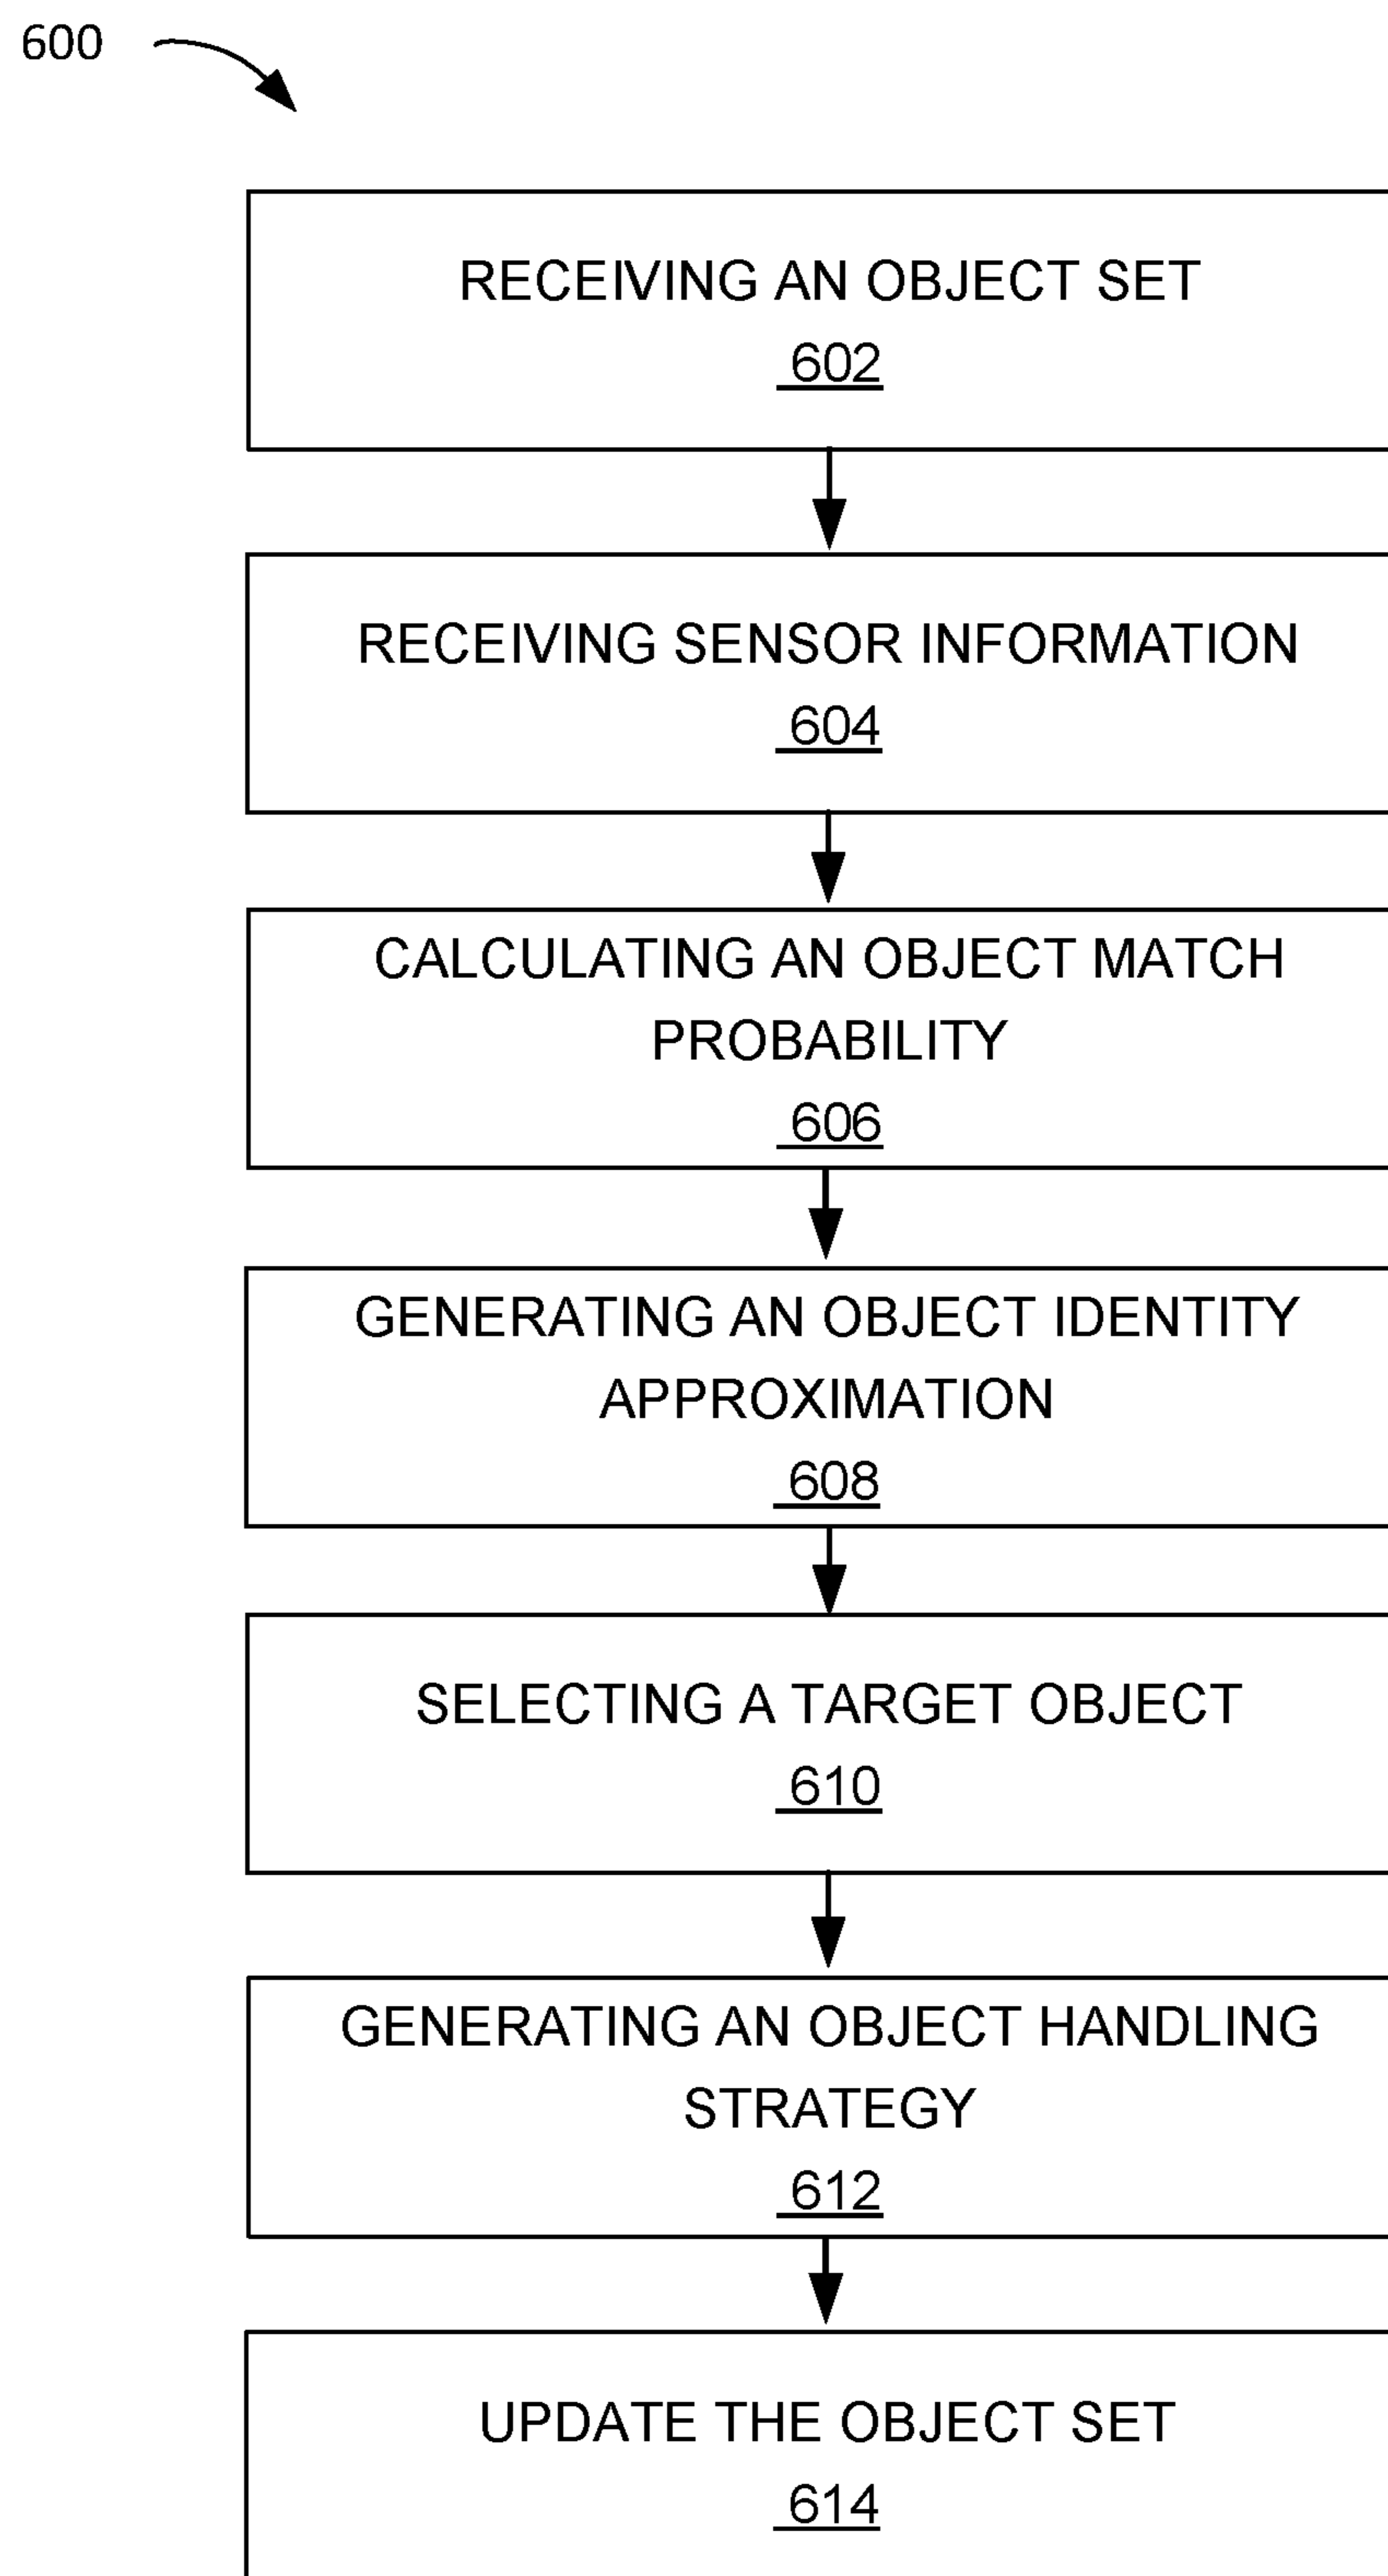 600
RECEIVING AN OBJECT SET
602
RECEIVING SENSOR INFORMATION
604
CALCULATING AN OBJECT MATCH
PROBABILITY
606
GENERATING AN OBJECT IDENTITY
APPROXIMATION
608
SELECTING A TARGET OBJECT
610
GENERATING AN OBJECT HANDLING
STRATEGY
612
UPDATE THE OBJECT SET
614